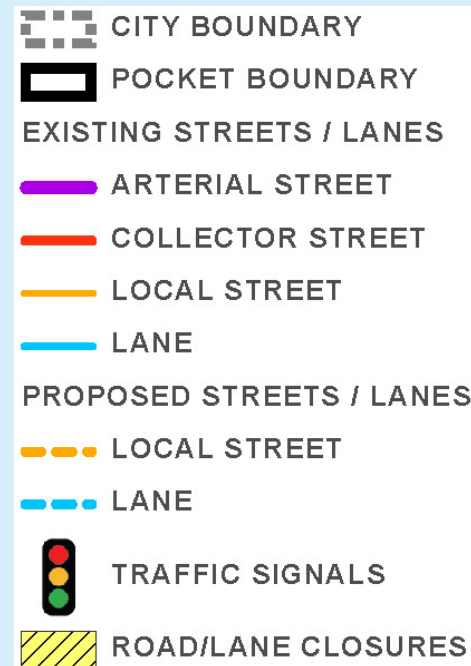 CITY BOUNDARY
POCKET BOUNDARY
EXISTING STREETS / LANES
ARTERIAL STREET
COLLECTOR STREET
LOCAL STREET
LANE
PROPOSED STREETS / LANES
LOCAL STREET
LANE
TRAFFIC SIGNALS
ROAD/LANE CLOSURES